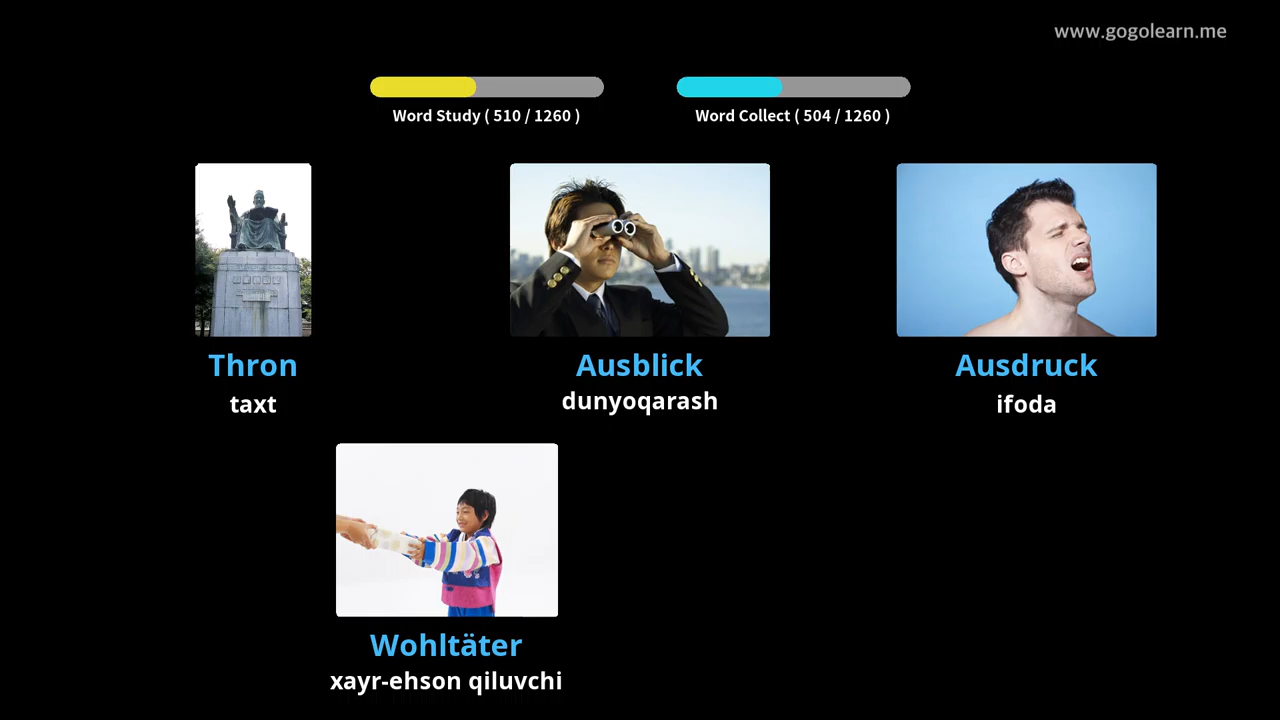 www.gogolearn.me
Word Study ( 510 / 1260 )
Word Collect ( 504 / 1260 )
Thron
taxt
Ausblick
dunyoqarash
Ausdruck
ifoda
Wohltäter
xayr-ehson qiluvchi